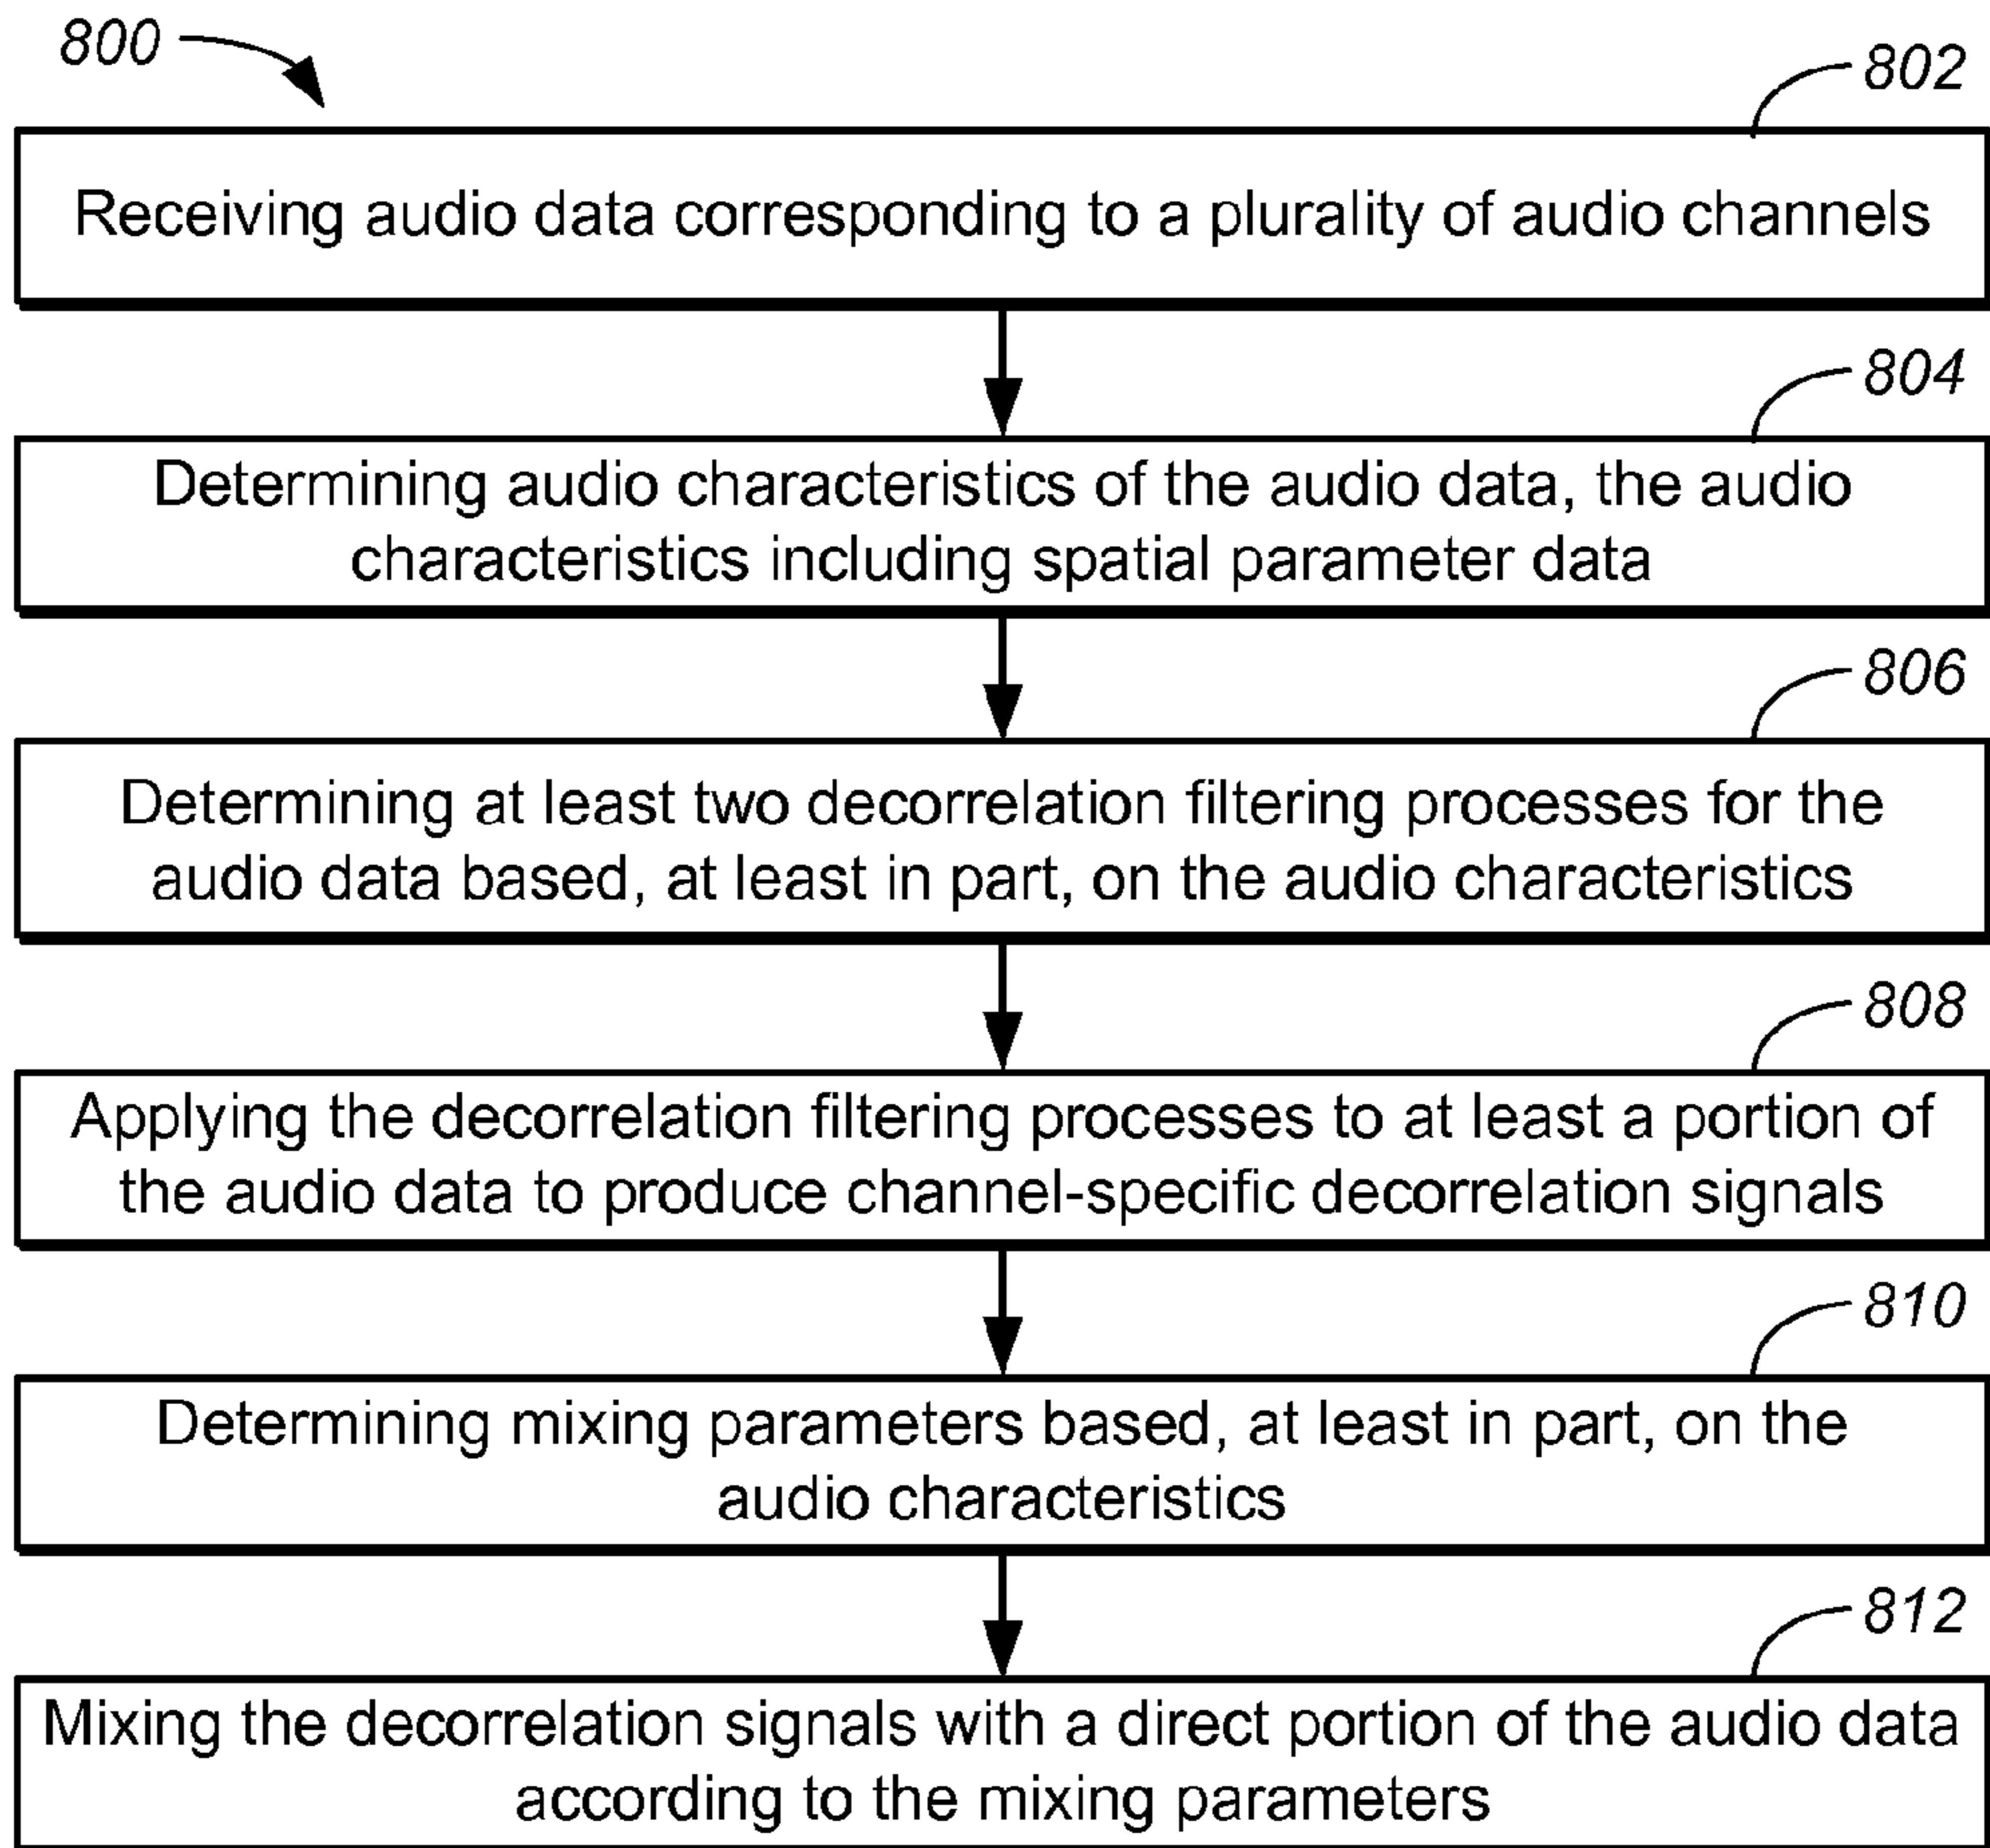 800
802
Receiving audio data corresponding to a plurality of audio channels
804
Determining audio characteristics of the audio data, the audio
characteristics including spatial parameter data
806
Determining at least two decorrelation filtering processes for the
audio data based, at least in part, on the audio characteristics
808
Applying the decorrelation filtering processes to at least a portion of
the audio data to produce channel-specific decorrelation signals
810
Determining mixing parameters based, at least in part, on the
audio characteristics
812
Mixing the decorrelation signals with a direct portion of the audio data
according to the mixing parameters